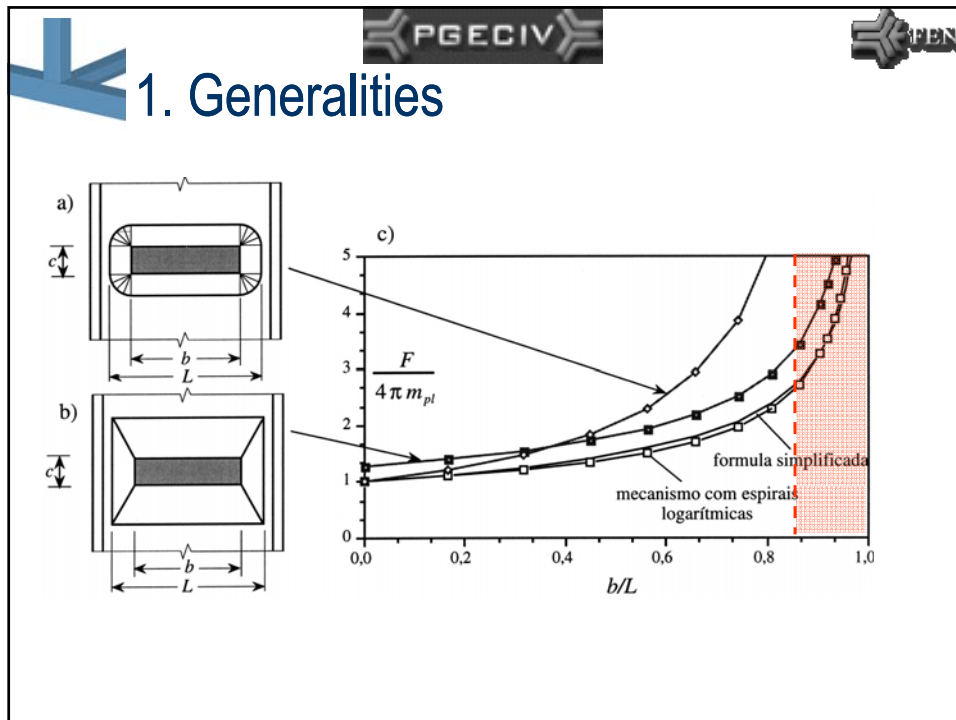 PGECIV
FEN
1. Generalities
a)
c
b
L
b)
c
b
L
c)
5
4
3
2
1
0
F
4 π m_pl
formula simplificada
mecanismo com espirais
logarítmicas
0,0 0,2 0,4 0,6 0,8 1,0
b/L